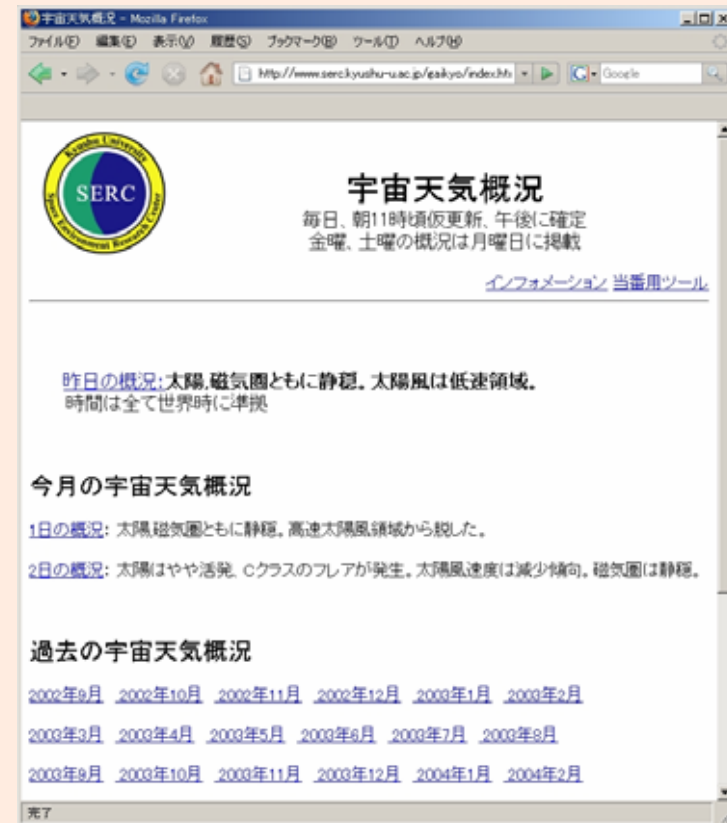 宇宙天気概況 - Mozilla Firefox
ファイル(F) 編集(E) 表示(V) 履歴(S) ブックマーク(B) ツール(T) ヘルプ(H)
http://www.serc.kyushu-u.ac.jp/gaikyo/index.ht Google
Kyushu University
SERC
Space Environment Research Center
宇宙天気概況
毎日、朝11時頃仮更新、午後に確定
金曜、土曜の概況は月曜日に掲載
インフォメーション 当番用ツール
昨日の概況:太陽,磁気圏ともに静穏。太陽風は低速領域。
時間は全て世界時に準拠
今月の宇宙天気概況
1日の概況: 太陽,磁気圏ともに静穏。高速太陽風領域から脱した。
2日の概況: 太陽はやや活発、Cクラスのフレアが発生。太陽風速度は減少傾向。磁気圏は静穏。
過去の宇宙天気概況
2002年9月 2002年10月 2002年11月 2002年12月 2003年1月 2003年2月
2003年3月 2003年4月 2003年5月 2003年6月 2003年7月 2003年8月
2003年9月 2003年10月 2003年11月 2003年12月 2004年1月 2004年2月
完了